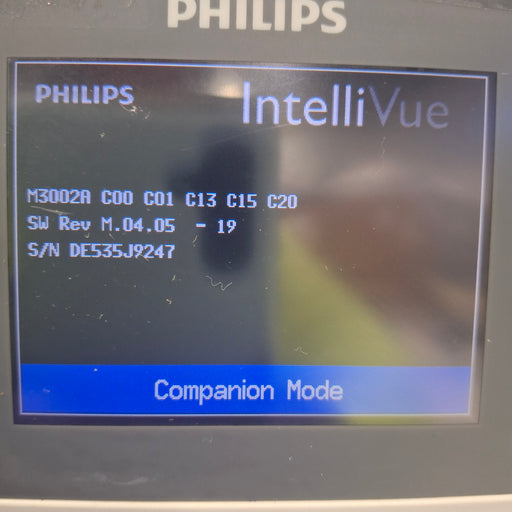 PHILIPS
PHILIPS IntelliVue
M3002A C00 C01 C13 C15 C20
SW Rev M.04.05 - 19
S/N DE535J9247
Companion Mode